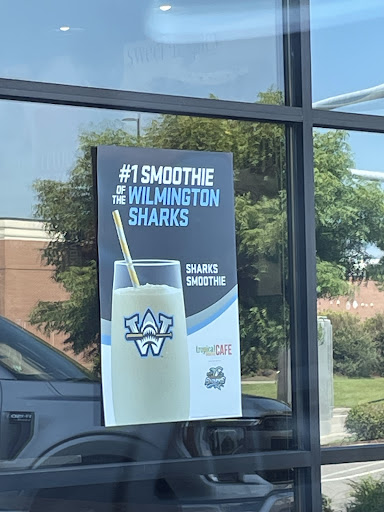 #1 SMOOTHIE
OF THE WILMINGTON
SHARKS
SHARKS
SMOOTHIE
W
tropical CAFE